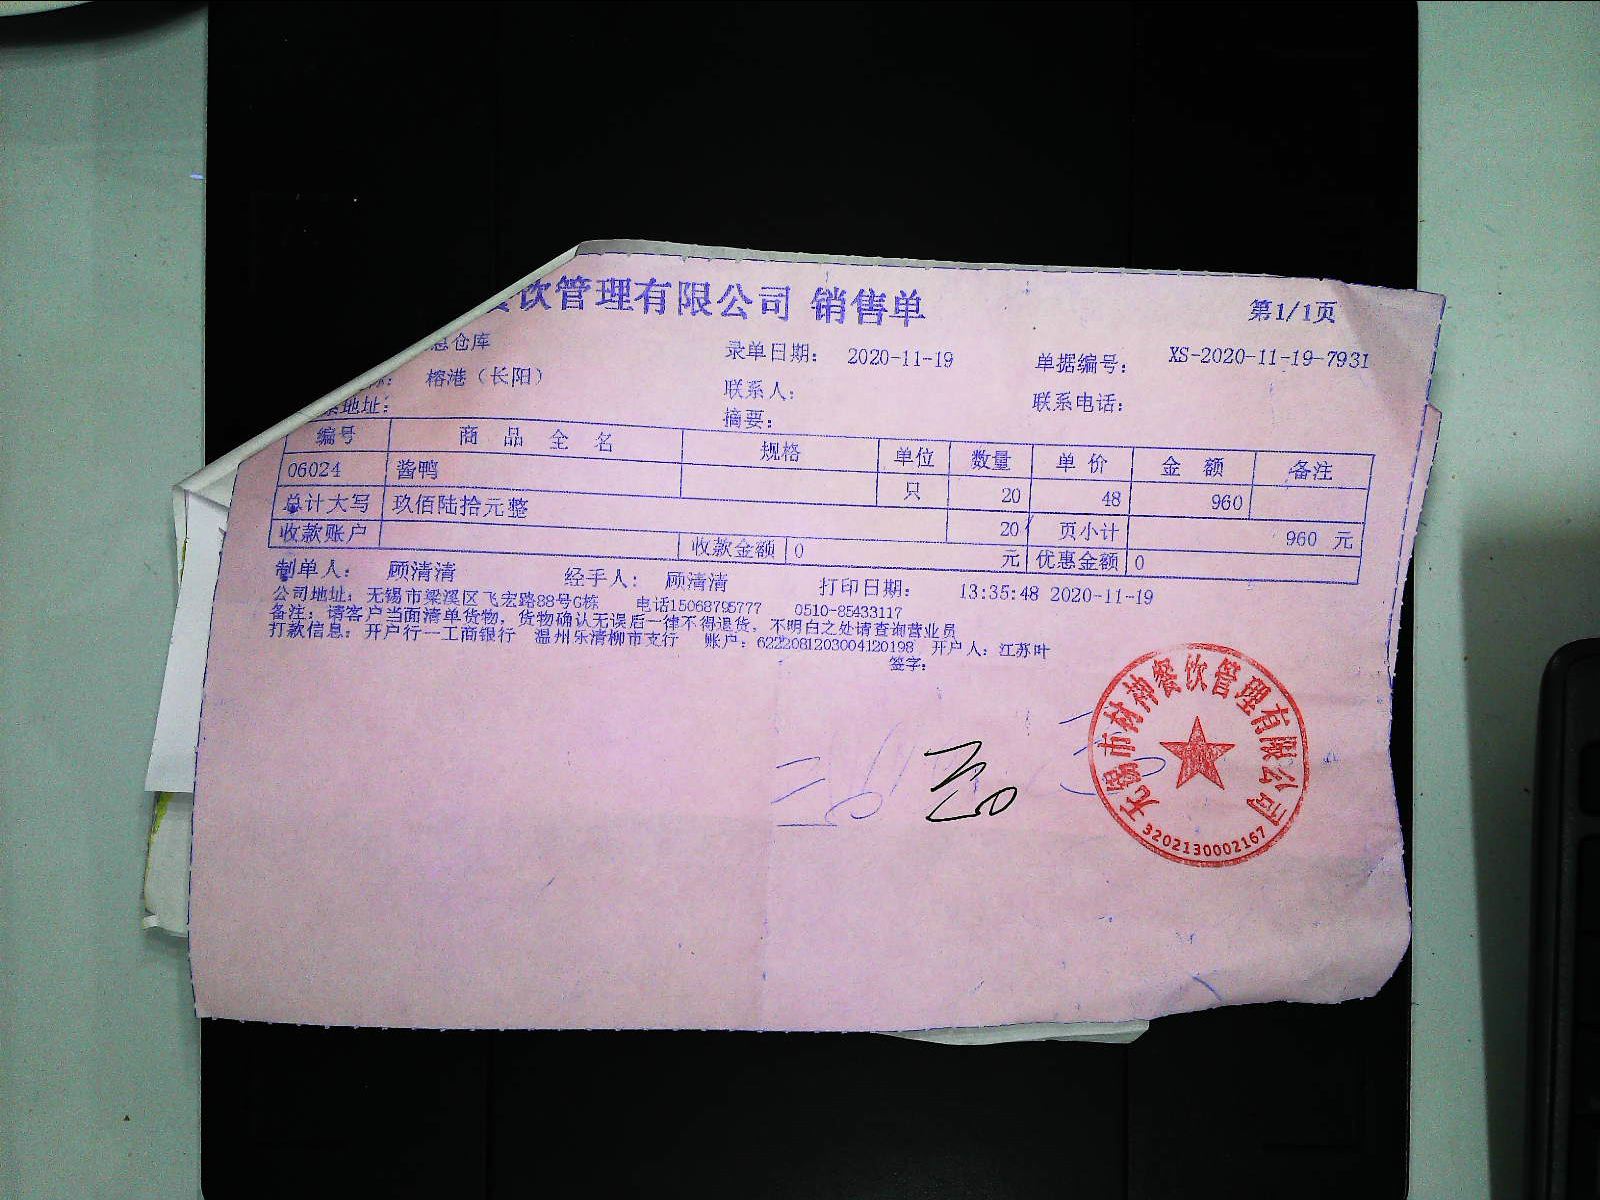 饮管理有限公司 销售单
第1/1页
总仓库 录单日期: 2020-11-19 单据编号: XS-2020-11-19-7931
称: 榕港（长阳） 联系人: 联系电话:
系地址: 摘要:
编号 商品全名 规格 单位 数量 单价 金额 备注
06024 酱鸭 只 20 48 960
总计大写 玖佰陆拾元整 20 页小计 960 元
收款账户 收款金额 0 元 优惠金额 0
制单人: 顾清清 经手人: 顾清清 打印日期: 13:35:48 2020-11-19
公司地址: 无锡市梁溪区飞宏路88号G栋 电话15068795777 0510-85433117
备注: 请客户当面清单货物, 货物确认无误后一律不得退货, 不明白之处请查询营业员
打款信息: 开户行一工商银行 温州乐清柳市支行 账户: 6222081203004120198 开户人: 江苏叶
签字:
无锡市材神餐饮管理有限公司
3202130002167